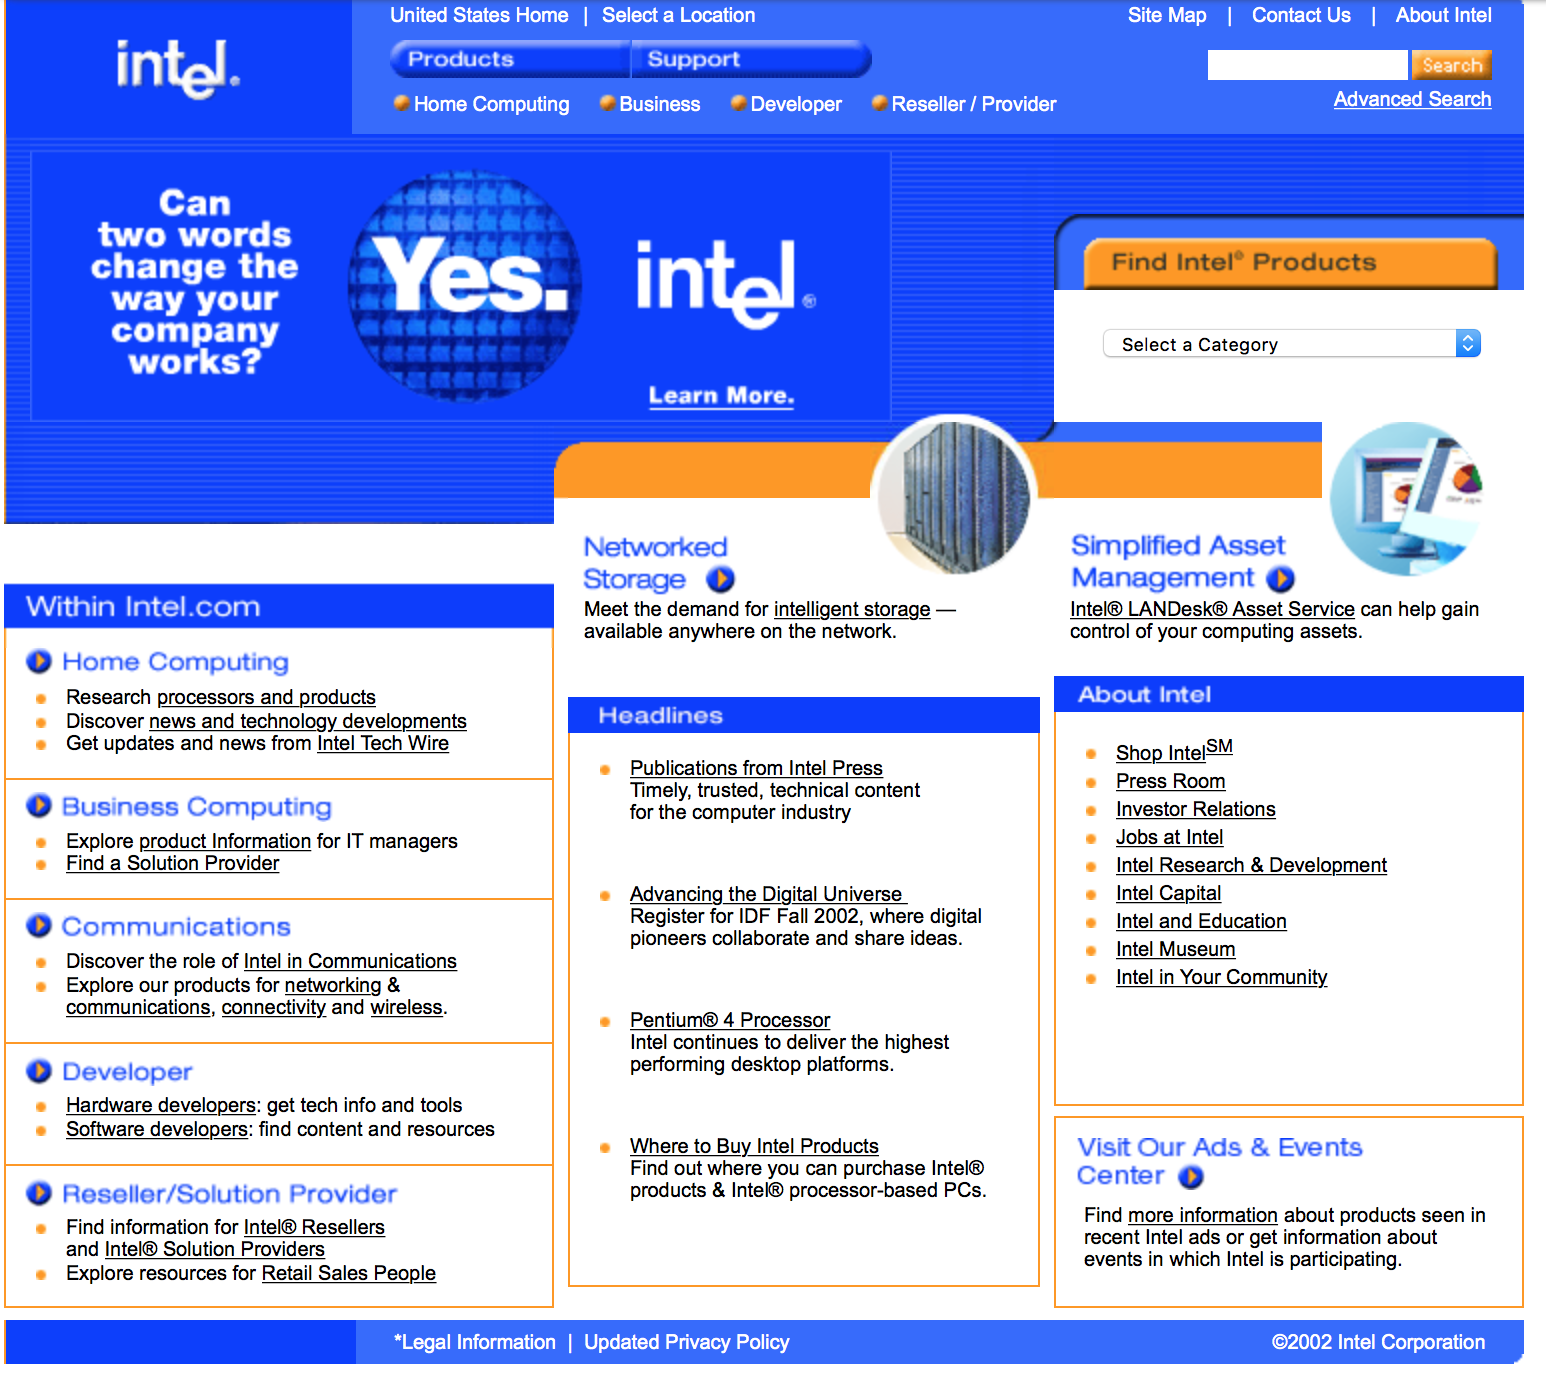 intel.
United States Home | Select a Location
Site Map | Contact Us | About Intel
Products Support
Search
Home Computing Business Developer Reseller / Provider
Advanced Search
Can
two words
change the
way your
company
works?
Yes.
intel®
Learn More.
Find Intel® Products
Select a Category
Networked
Storage
Meet the demand for intelligent storage —
available anywhere on the network.
Simplified Asset
Management
Intel® LANDesk® Asset Service can help gain
control of your computing assets.
Within Intel.com
Home Computing
Research processors and products
Discover news and technology developments
Get updates and news from Intel Tech Wire
Business Computing
Explore product Information for IT managers
Find a Solution Provider
Communications
Discover the role of Intel in Communications
Explore our products for networking &
communications, connectivity and wireless.
Developer
Hardware developers: get tech info and tools
Software developers: find content and resources
Reseller/Solution Provider
Find information for Intel® Resellers
and Intel® Solution Providers
Explore resources for Retail Sales People
Headlines
Publications from Intel Press
Timely, trusted, technical content
for the computer industry
Advancing the Digital Universe
Register for IDF Fall 2002, where digital
pioneers collaborate and share ideas.
Pentium® 4 Processor
Intel continues to deliver the highest
performing desktop platforms.
Where to Buy Intel Products
Find out where you can purchase Intel®
products & Intel® processor-based PCs.
About Intel
Shop IntelSM
Press Room
Investor Relations
Jobs at Intel
Intel Research & Development
Intel Capital
Intel and Education
Intel Museum
Intel in Your Community
Visit Our Ads & Events
Center
Find more information about products seen in
recent Intel ads or get information about
events in which Intel is participating.
*Legal Information | Updated Privacy Policy
©2002 Intel Corporation